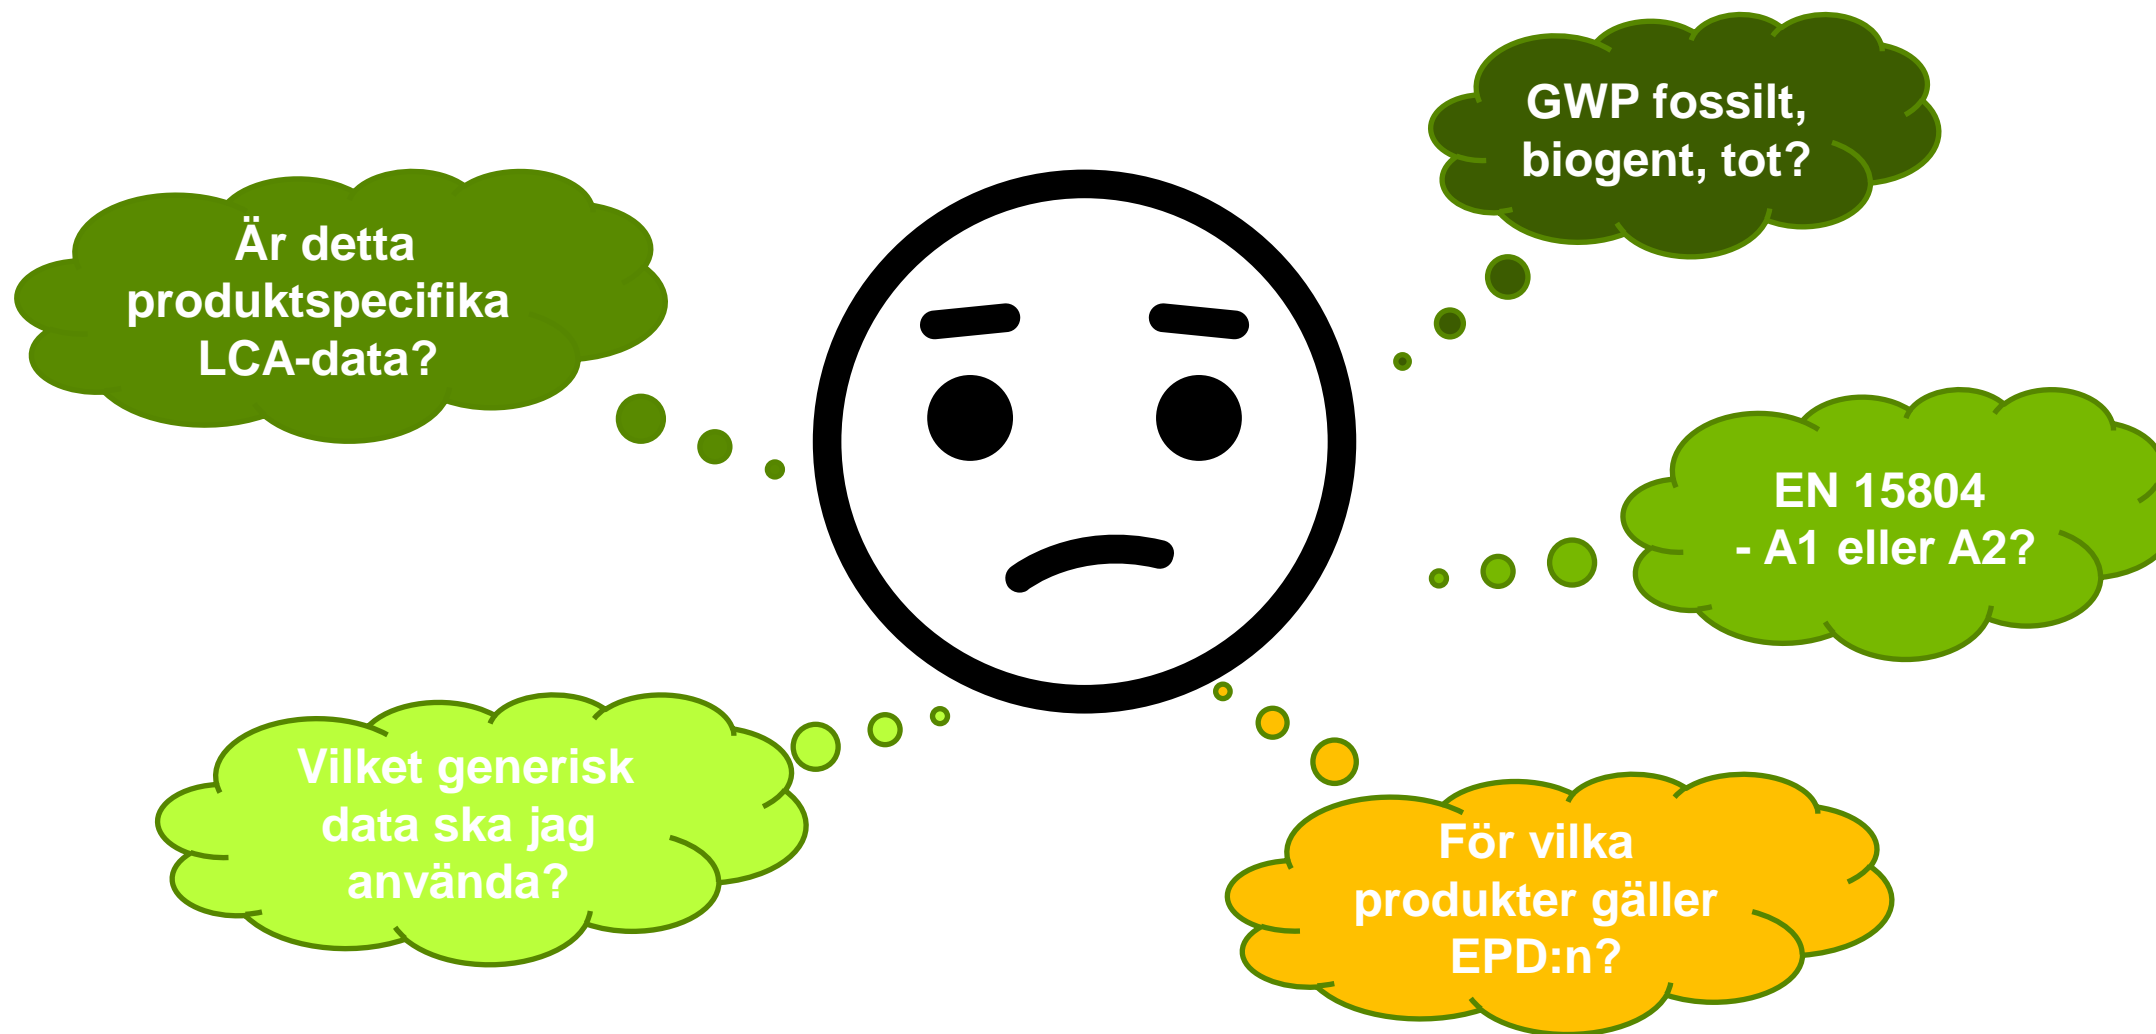 GWP fossilt,
biogent, tot?
Är detta
produktspecifika
LCA-data?
EN 15804
- A1 eller A2?
Vilket generisk
data ska jag
använda?
För vilka
produkter gäller
EPD:n?